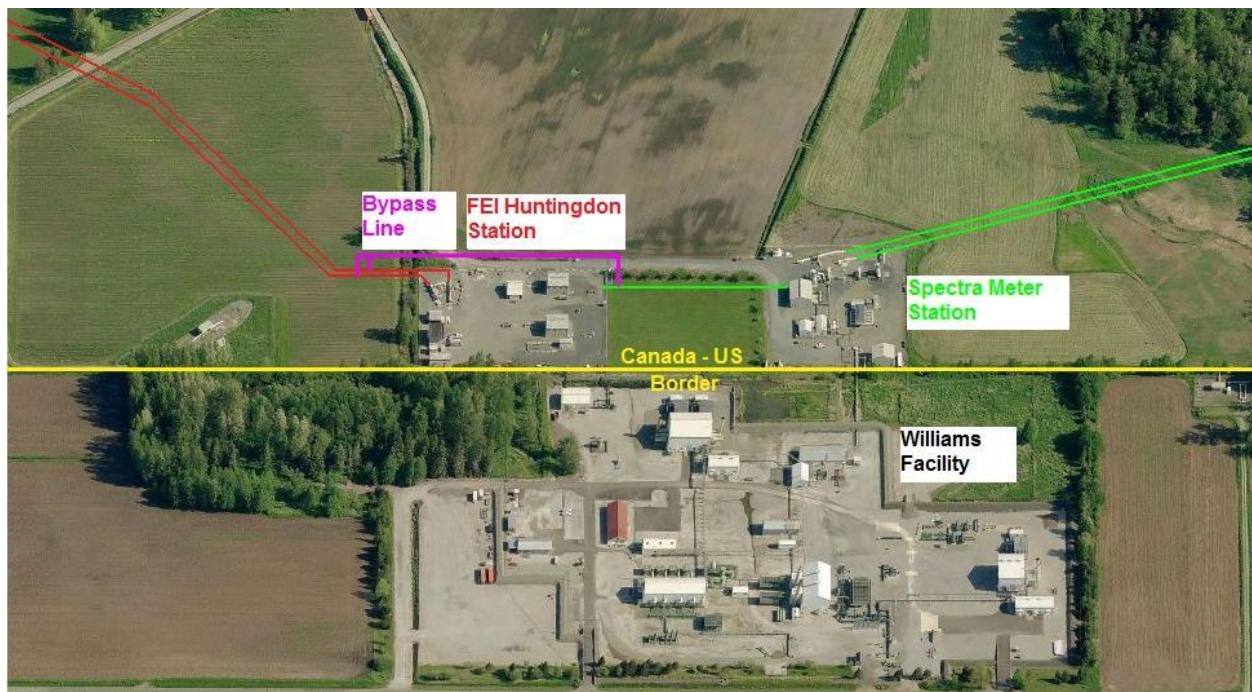 Bypass
Line
FEI Huntingdon
Station
Spectra Meter
Station
Canada - US
Border
Williams
Facility